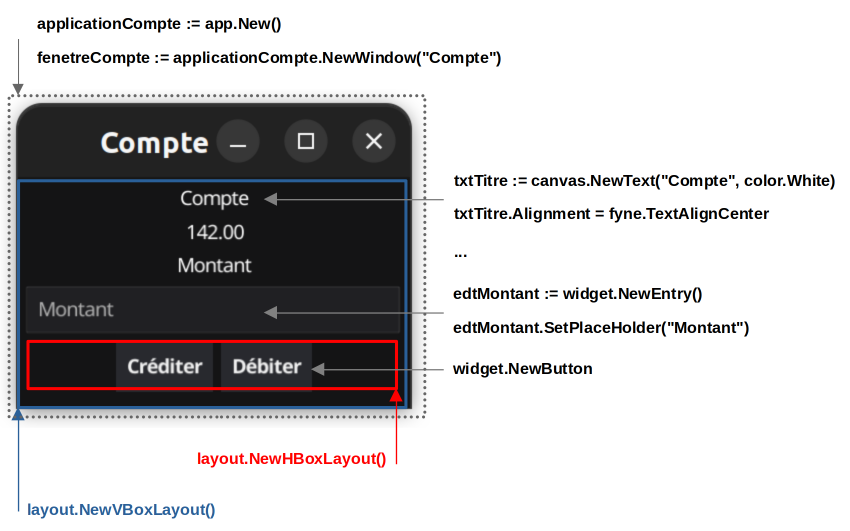 applicationCompte := app.New()
fenetreCompte := applicationCompte.NewWindow("Compte")
Compte
Compte
142.00
Montant
Montant
Créditer Débiter
txtTitre := canvas.NewText("Compte", color.White)
txtTitre.Alignment = fyne.TextAlignCenter
...
edtMontant := widget.NewEntry()
edtMontant.SetPlaceHolder("Montant")
widget.NewButton
layout.NewHBoxLayout()
layout.NewVBoxLayout()